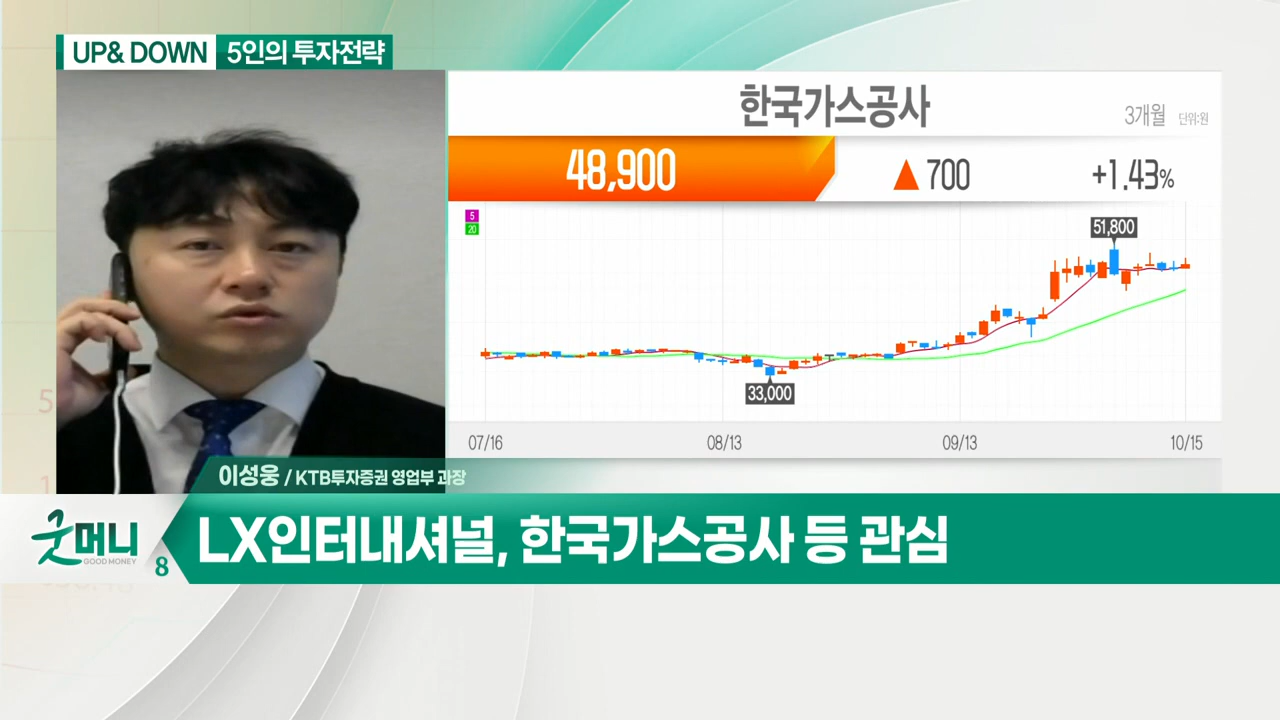 UP& DOWN 5인의 투자전략
한국가스공사
3개월 단위:원
48,900 ▲ 700 +1.43%
5
20
51,800
33,000
07/16 08/13 09/13 10/15
이성웅 / KTB투자증권 영업부 과장
굿머니
GOOD MONEY
8
LX인터내셔널, 한국가스공사 등 관심